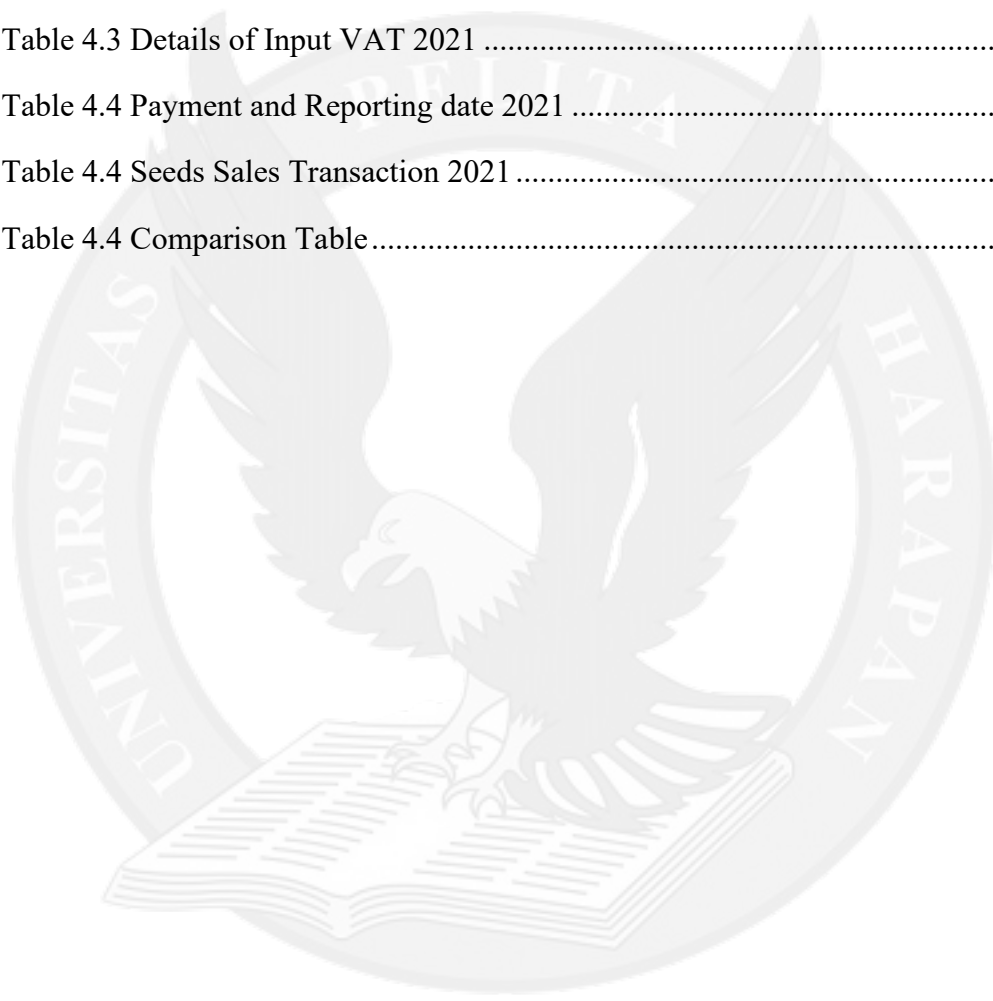 Table 4.3 Details of Input VAT 2021 ................................................................
Table 4.4 Payment and Reporting date 2021 .....................................................
Table 4.4 Seeds Sales Transaction 2021 ............................................................
Table 4.4 Comparison Table..............................................................................
UNIVERSITAS PELITA HARAPAN